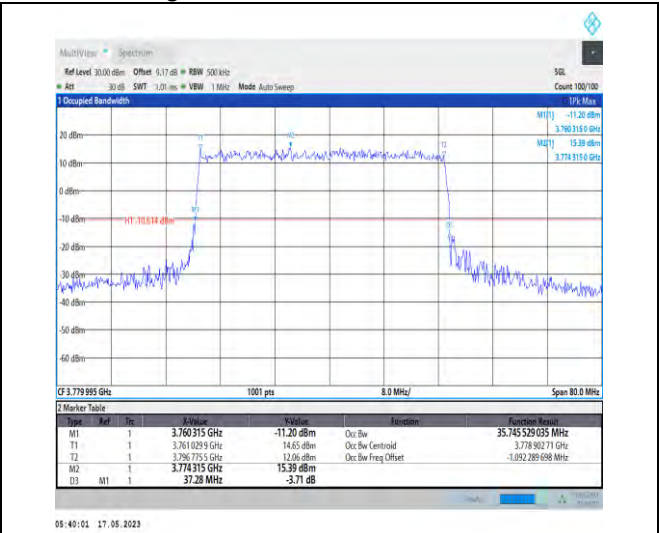 MultiView Spectrum
Ref Level 30.00 dBm Offset 9.17 dB RBW 500 kHz SGL
Att 30 dB SWT 1.01 ms VBW 1 MHz Mode Auto Sweep Count 100/100
1 Occupied Bandwidth 1Pk Max
M1[1] -11.20 dBm
3.760 315 0 GHz
M2[1] 15.39 dBm
3.774 315 0 GHz
20 dBm
T1
M2
T2
10 dBm
0 dBm
M1
-10 dBm
H1 -10.614 dBm
-20 dBm
-30 dBm
-40 dBm
-50 dBm
-60 dBm
CF 3.779 995 GHz 1001 pts 8.0 MHz/ Span 80.0 MHz
2 Marker Table
Type Ref Trc X-Value Y-Value Function Function Result
M1 1 3.760 315 GHz -11.20 dBm Occ Bw 35.745 529 035 MHz
T1 1 3.761 029 9 GHz 14.65 dBm Occ Bw Centroid 3.778 902 71 GHz
T2 1 3.796 775 5 GHz 12.06 dBm Occ Bw Freq Offset -1.092 289 698 MHz
M2 1 3.774 315 GHz 15.39 dBm
D3 M1 1 37.28 MHz -3.71 dB
05:40:01 17.05.2023